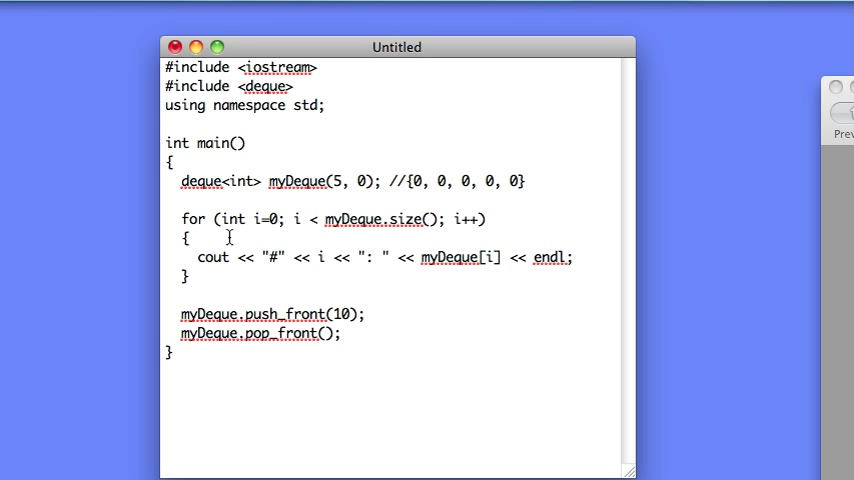 Untitled
#include <iostream>
#include <deque>
using namespace std;
int main()
{
deque<int> myDeque(5, 0); //{0, 0, 0, 0, 0}
for (int i=0; i < myDeque.size(); i++)
{
cout << "#" << i << ": " << myDeque[i] << endl;
}
myDeque.push_front(10);
myDeque.pop_front();
}
Prev